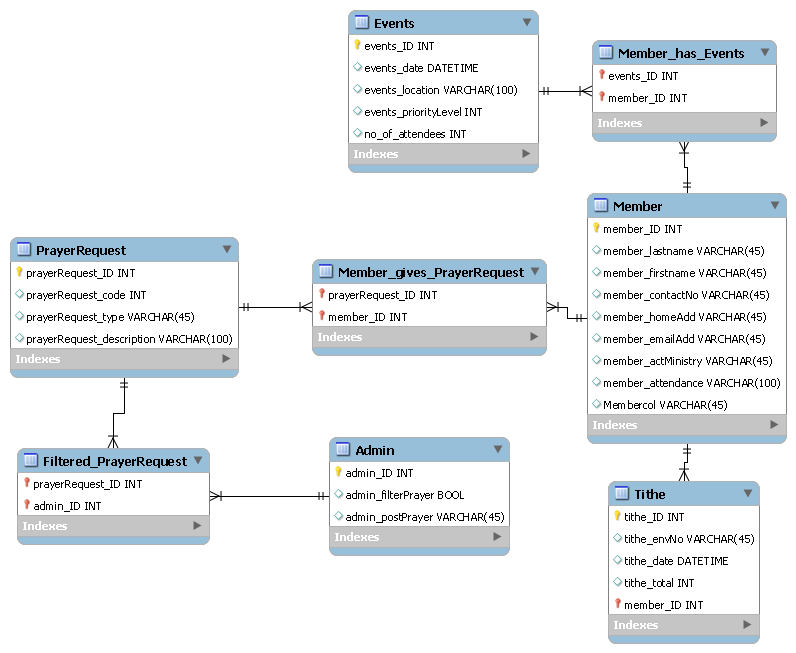 Events
events_ID INT
events_date DATETIME
events_location VARCHAR(100)
events_priorityLevel INT
no_of_attendees INT
Indexes
Member_has_Events
events_ID INT
member_ID INT
Indexes
Member
member_ID INT
member_lastname VARCHAR(45)
member_firstname VARCHAR(45)
member_contactNo VARCHAR(45)
member_homeAdd VARCHAR(45)
member_emailAdd VARCHAR(45)
member_actMinistry VARCHAR(45)
member_attendance VARCHAR(100)
Membercol VARCHAR(45)
Indexes
PrayerRequest
prayerRequest_ID INT
prayerRequest_code INT
prayerRequest_type VARCHAR(45)
prayerRequest_description VARCHAR(100)
Indexes
Member_gives_PrayerRequest
prayerRequest_ID INT
member_ID INT
Indexes
Filtered_PrayerRequest
prayerRequest_ID INT
admin_ID INT
Indexes
Admin
admin_ID INT
admin_filterPrayer BOOL
admin_postPrayer VARCHAR(45)
Indexes
Tithe
tithe_ID INT
tithe_envNo VARCHAR(45)
tithe_date DATETIME
tithe_total INT
member_ID INT
Indexes